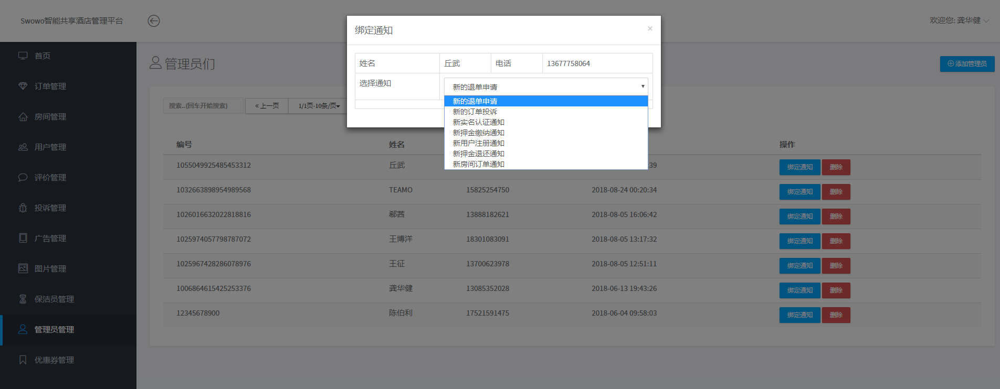 Swowo智能共享酒店管理平台
欢迎您: 龚华健
首页
订单管理
房间管理
用户管理
评价管理
投诉管理
广告管理
图片管理
保洁员管理
管理员管理
优惠券管理
管理员们
添加管理员
搜索..(回车开始搜索)
« 上一页
1/1页-10条/页
绑定通知
×
姓名 丘武 电话 13677758064
选择通知 新的退单申请
新的退单申请
新的订单投诉
新实名认证通知
新押金缴纳通知
新用户注册通知
新押金退还通知
新房间订单通知
编号 姓名 操作
1055049925485453312 丘武 :39 绑定通知 删除
1032663898954989568 TEAMO 15825254750 2018-08-24 00:20:34 绑定通知 删除
1026016632022818816 郗茜 13888182621 2018-08-05 16:06:42 绑定通知 删除
1025974057798787072 王博洋 18301083091 2018-08-05 13:17:32 绑定通知 删除
1025967428286078976 王征 13700623978 2018-08-05 12:51:11 绑定通知 删除
1006864615425253376 龚华健 13085352028 2018-06-13 19:43:26 绑定通知 删除
12345678900 陈伯利 17521591475 2018-06-04 09:58:03 绑定通知 删除